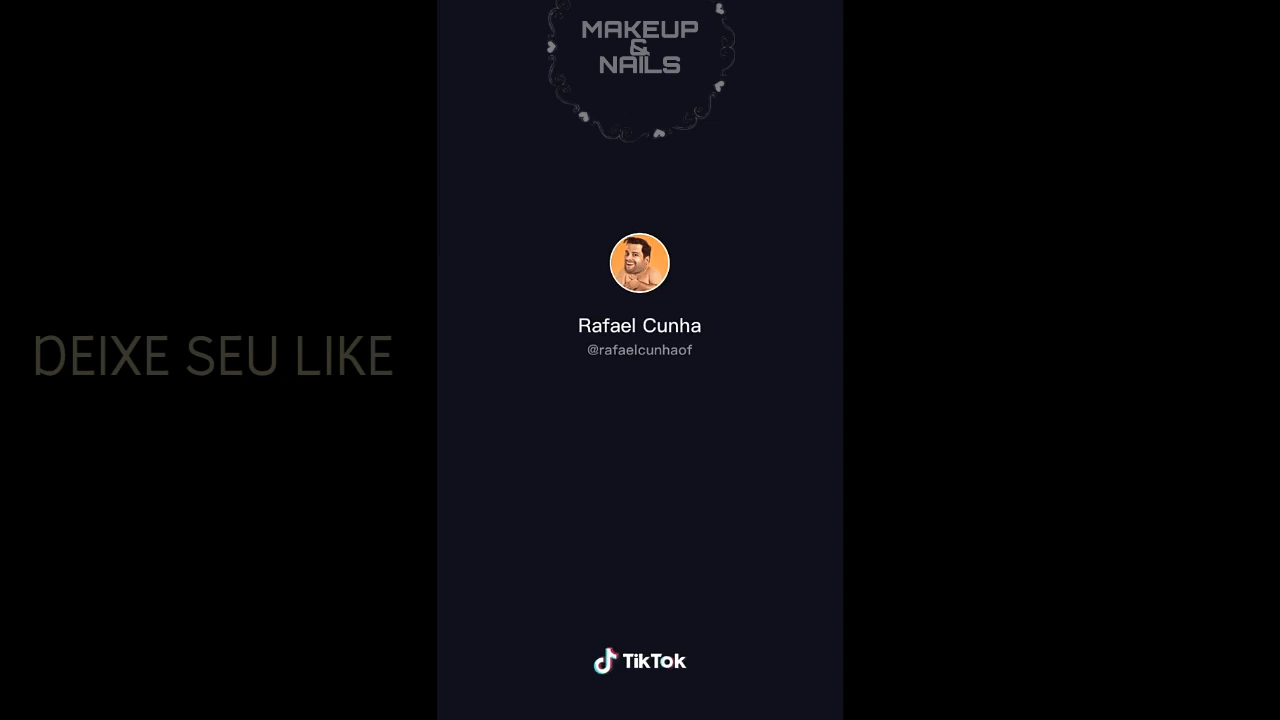 MAKEUP
&
NAILS
Rafael Cunha
@rafaelcunhaof
DEIXE SEU LIKE
TikTok